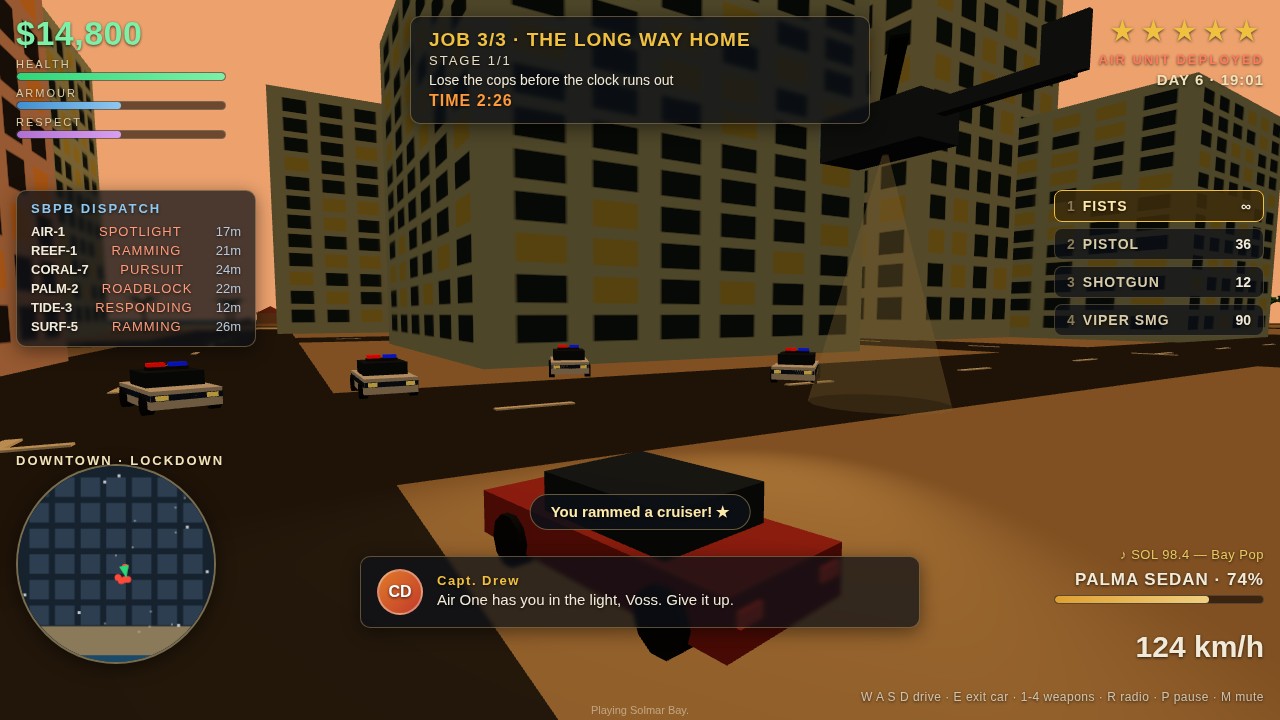 $14,800
HEALTH
ARMOUR
RESPECT
JOB 3/3 · THE LONG WAY HOME
STAGE 1/1
Lose the cops before the clock runs out
TIME 2:26
★★★★★
AIR UNIT DEPLOYED
DAY 6 · 19:01
SBPB DISPATCH
AIR-1 SPOTLIGHT 17m
REEF-1 RAMMING 21m
CORAL-7 PURSUIT 24m
PALM-2 ROADBLOCK 22m
TIDE-3 RESPONDING 12m
SURF-5 RAMMING 26m
1 FISTS ∞
2 PISTOL 36
3 SHOTGUN 12
4 VIPER SMG 90
DOWNTOWN · LOCKDOWN
You rammed a cruiser! ★
CD
Capt. Drew
Air One has you in the light, Voss. Give it up.
♪ SOL 98.4 — Bay Pop
PALMA SEDAN · 74%
124 km/h
W A S D drive · E exit car · 1-4 weapons · R radio · P pause · M mute
Playing Solmar Bay.